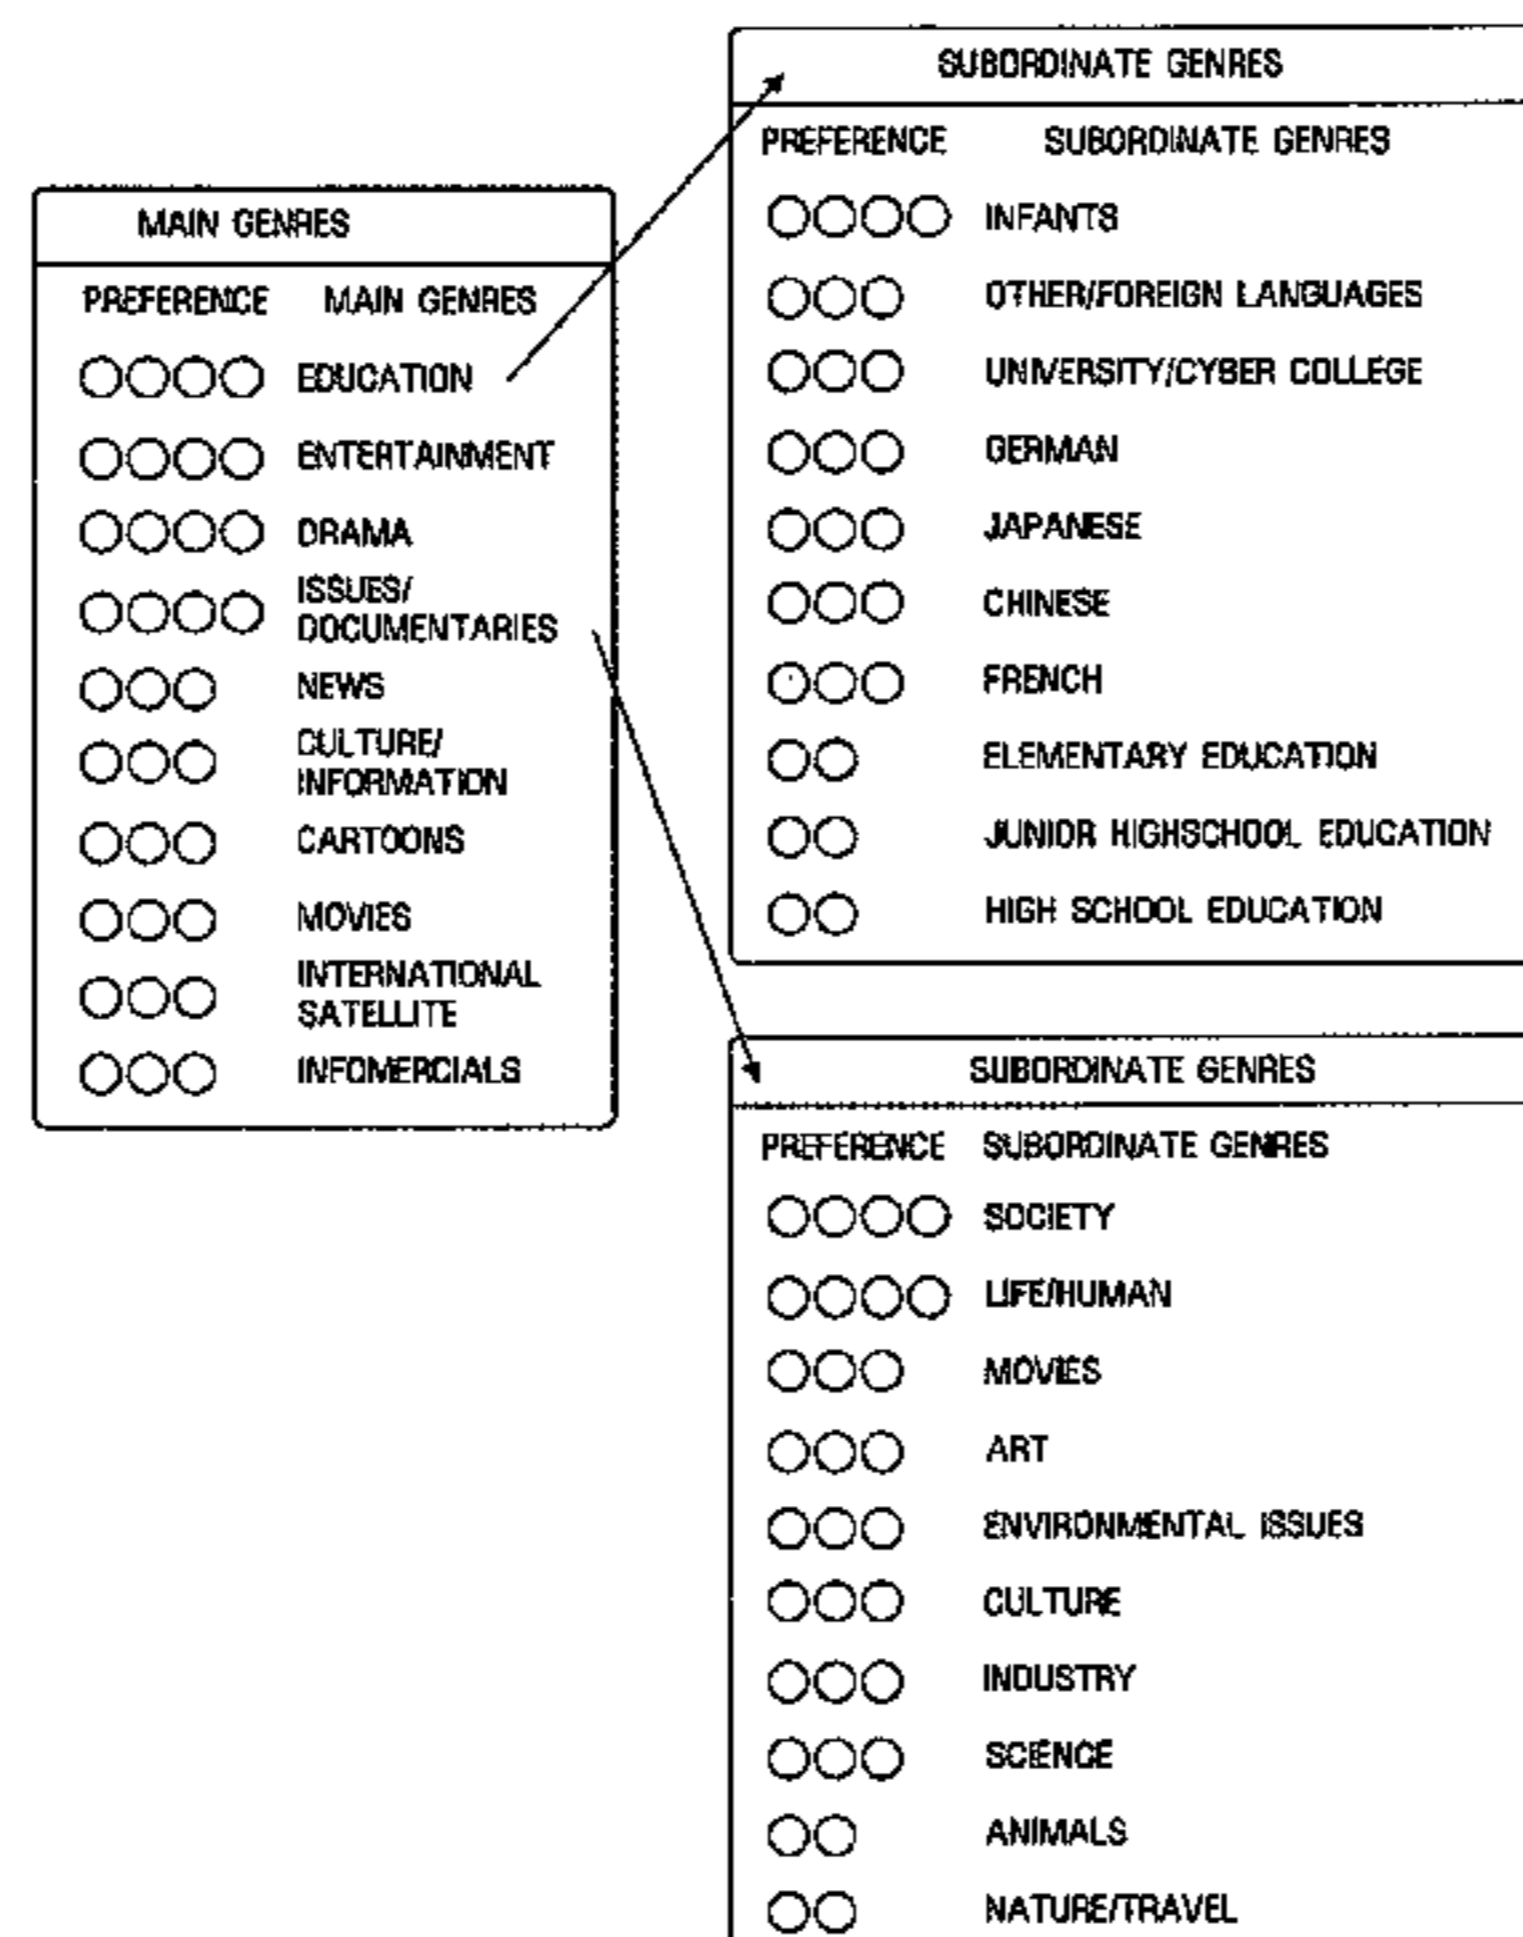 MAIN GENRES
PREFERENCE MAIN GENRES
EDUCATION
ENTERTAINMENT
DRAMA
ISSUES/
DOCUMENTARIES
NEWS
CULTURE/
INFORMATION
CARTOONS
MOVIES
INTERNATIONAL
SATELLITE
INFOMERCIALS
SUBORDINATE GENRES
PREFERENCE SUBORDINATE GENRES
INFANTS
OTHER/FOREIGN LANGUAGES
UNIVERSITY/CYBER COLLEGE
GERMAN
JAPANESE
CHINESE
FRENCH
ELEMENTARY EDUCATION
JUNIOR HIGHSCHOOL EDUCATION
HIGH SCHOOL EDUCATION
SUBORDINATE GENRES
PREFERENCE SUBORDINATE GENRES
SOCIETY
LIFE/HUMAN
MOVIES
ART
ENVIRONMENTAL ISSUES
CULTURE
INDUSTRY
SCIENCE
ANIMALS
NATURE/TRAVEL